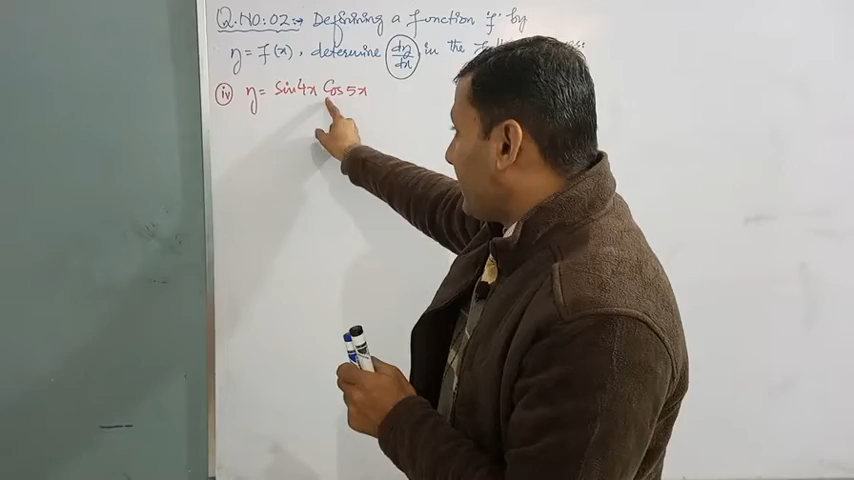 Q.NO:02:→ Defining a function 'f' by
y = f(x), determine dy/dx in the
iv y = Sin4x Cos5x